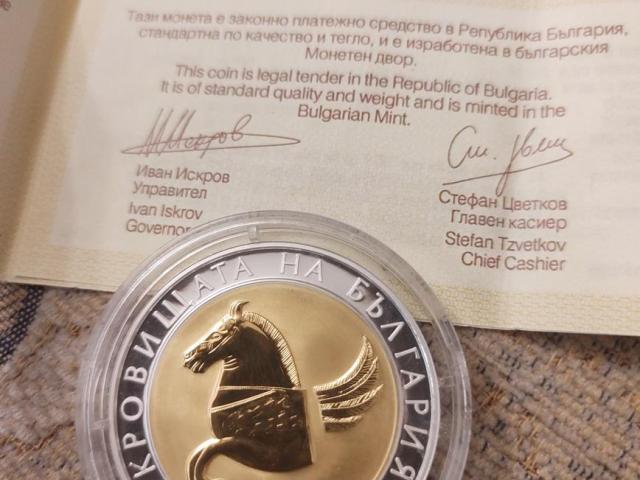 Тази монета е законно платежно средство в Република България,
стандартна по качество и тегло, и е изработена в българския
Монетен двор.
This coin is legal tender in the Republic of Bulgaria.
It is of standard quality and weight and is minted in the
Bulgarian Mint.
Иван Искров
Управител
Ivan Iskrov
Governor
Стефан Цветков
Главен касиер
Stefan Tzvetkov
Chief Cashier
КРОВИЩАТА НА БЪЛГАРИЯ